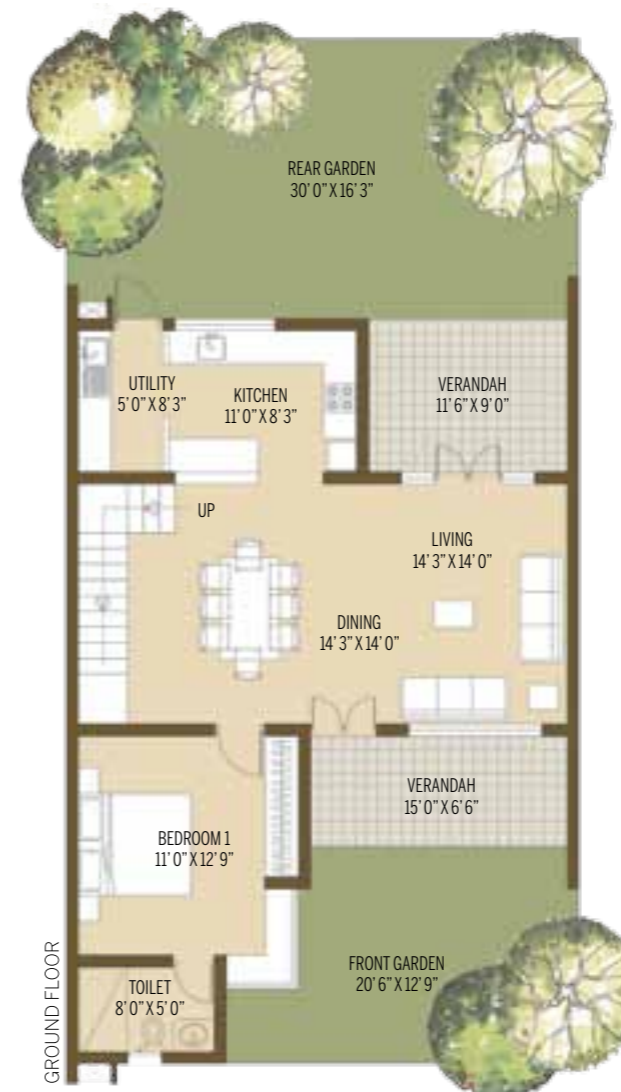 REAR GARDEN
30' 0" X 16' 3"
UTILITY
5' 0" X 8' 3"
KITCHEN
11' 0" X 8' 3"
VERANDAH
11' 6" X 9' 0"
UP
LIVING
14' 3" X 14' 0"
DINING
14' 3" X 14' 0"
VERANDAH
15' 0" X 6' 6"
BEDROOM 1
11' 0" X 12' 9"
FRONT GARDEN
20' 6" X 12' 9"
TOILET
8' 0" X 5' 0"
GROUND FLOOR